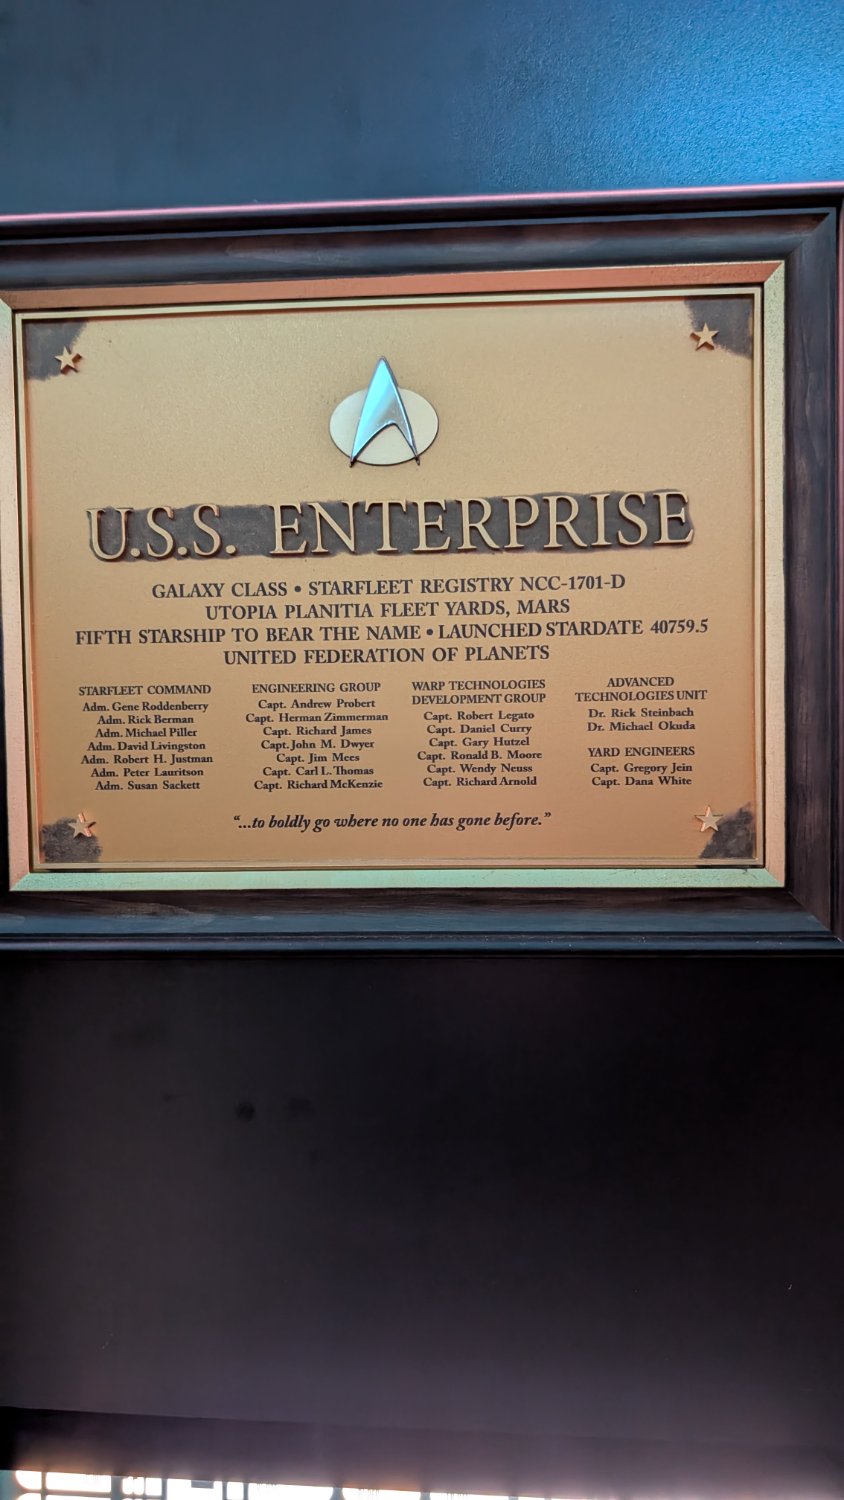 U.S.S. ENTERPRISE
GALAXY CLASS • STARFLEET REGISTRY NCC-1701-D
UTOPIA PLANITIA FLEET YARDS, MARS
FIFTH STARSHIP TO BEAR THE NAME • LAUNCHED STARDATE 40759.5
UNITED FEDERATION OF PLANETS
STARFLEET COMMAND
Adm. Gene Roddenberry
Adm. Rick Berman
Adm. Michael Piller
Adm. David Livingston
Adm. Robert H. Justman
Adm. Peter Lauritson
Adm. Susan Sackett
ENGINEERING GROUP
Capt. Andrew Probert
Capt. Herman Zimmerman
Capt. Richard James
Capt. John M. Dwyer
Capt. Jim Mees
Capt. Carl L. Thomas
Capt. Richard McKenzie
WARP TECHNOLOGIES
DEVELOPMENT GROUP
Capt. Robert Legato
Capt. Daniel Curry
Capt. Gary Hutzel
Capt. Ronald B. Moore
Capt. Wendy Neuss
Capt. Richard Arnold
ADVANCED
TECHNOLOGIES UNIT
Dr. Rick Steinbach
Dr. Michael Okuda
YARD ENGINEERS
Capt. Gregory Jein
Capt. Dana White
“...to boldly go where no one has gone before.”